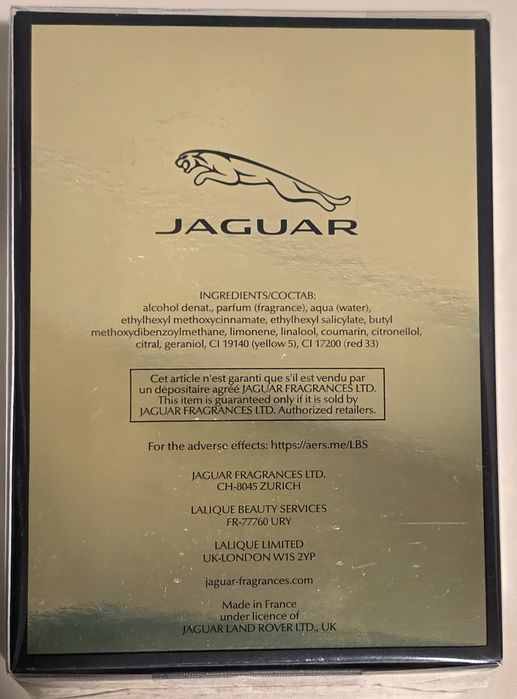 JAGUAR
INGREDIENTS/COCTAB:
alcohol denat., parfum (fragrance), aqua (water),
ethylhexyl methoxycinnamate, ethylhexyl salicylate, butyl
methoxydibenzoylmethane, limonene, linalool, coumarin, citronellol,
citral, geraniol, CI 19140 (yellow 5), CI 17200 (red 33)
Cet article n'est garanti que s'il est vendu par
un dépositaire agréé JAGUAR FRAGRANCES LTD.
This item is guaranteed only if it is sold by
JAGUAR FRAGRANCES LTD. Authorized retailers.
For the adverse effects: https://aers.me/LBS
JAGUAR FRAGRANCES LTD.
CH-8045 ZURICH
LALIQUE BEAUTY SERVICES
FR-77760 URY
LALIQUE LIMITED
UK-LONDON W1S 2YP
jaguar-fragrances.com
Made in France
under licence of
JAGUAR LAND ROVER LTD., UK